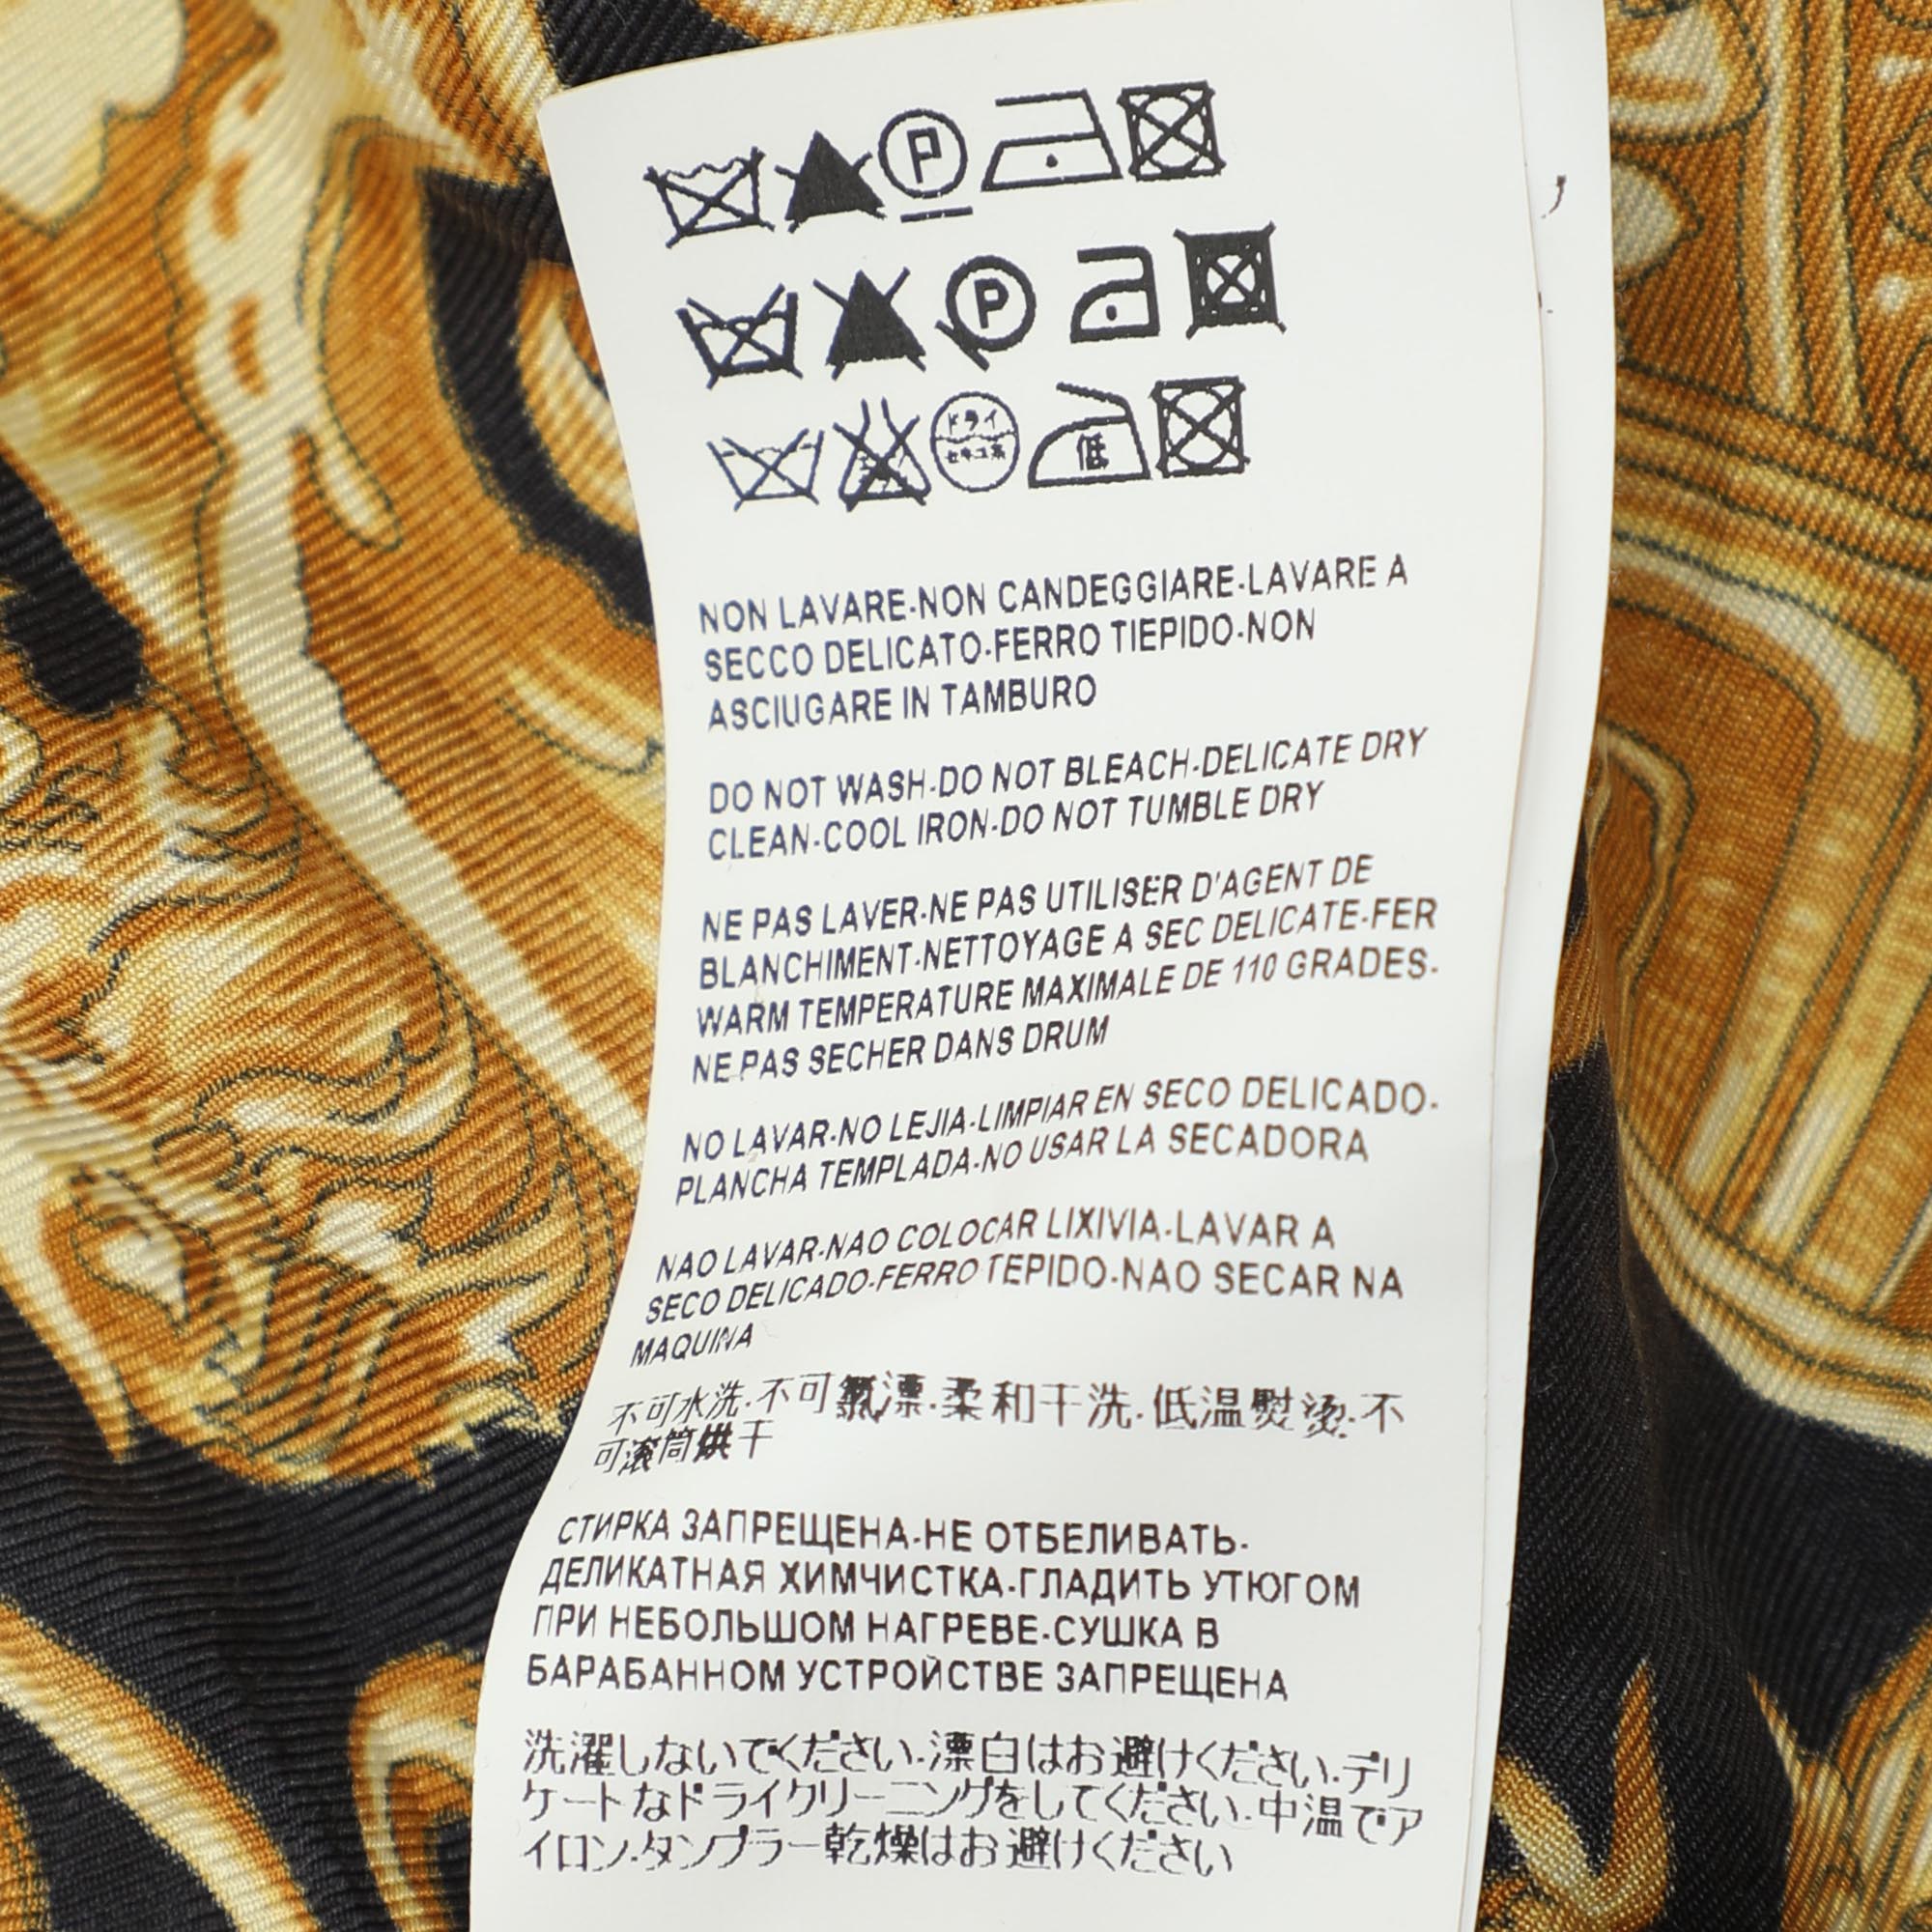 P
P
ドライ
セキユ系
低
NON LAVARE-NON CANDEGGIARE-LAVARE A
SECCO DELICATO-FERRO TIEPIDO-NON
ASCIUGARE IN TAMBURO
DO NOT WASH-DO NOT BLEACH-DELICATE DRY
CLEAN-COOL IRON-DO NOT TUMBLE DRY
NE PAS LAVER-NE PAS UTILISER D'AGENT DE
BLANCHIMENT-NETTOYAGE A SEC DELICATE-FER
WARM TEMPERATURE MAXIMALE DE 110 GRADES-
NE PAS SECHER DANS DRUM
NO LAVAR-NO LEJIA-LIMPIAR EN SECO DELICADO-
PLANCHA TEMPLADA-NO USAR LA SECADORA
NAO LAVAR-NAO COLOCAR LIXIVIA-LAVAR A
SECO DELICADO-FERRO TEPIDO-NAO SECAR NA
MAQUINA
不可水洗-不可氯漂-柔和干洗-低温熨烫-不
可滚筒烘干
СТИРКА ЗАПРЕЩЕНА-НЕ ОТБЕЛИВАТЬ-
ДЕЛИКАТНАЯ ХИМЧИСТКА-ГЛАДИТЬ УТЮГОМ
ПРИ НЕБОЛЬШОМ НАГРЕВЕ-СУШКА В
БАРАБАННОМ УСТРОЙСТВЕ ЗАПРЕЩЕНА
洗濯しないでください-漂白はお避けください-デリ
ケートなドライクリーニングをしてください-中温でア
イロン-タンブラー乾燥はお避けください